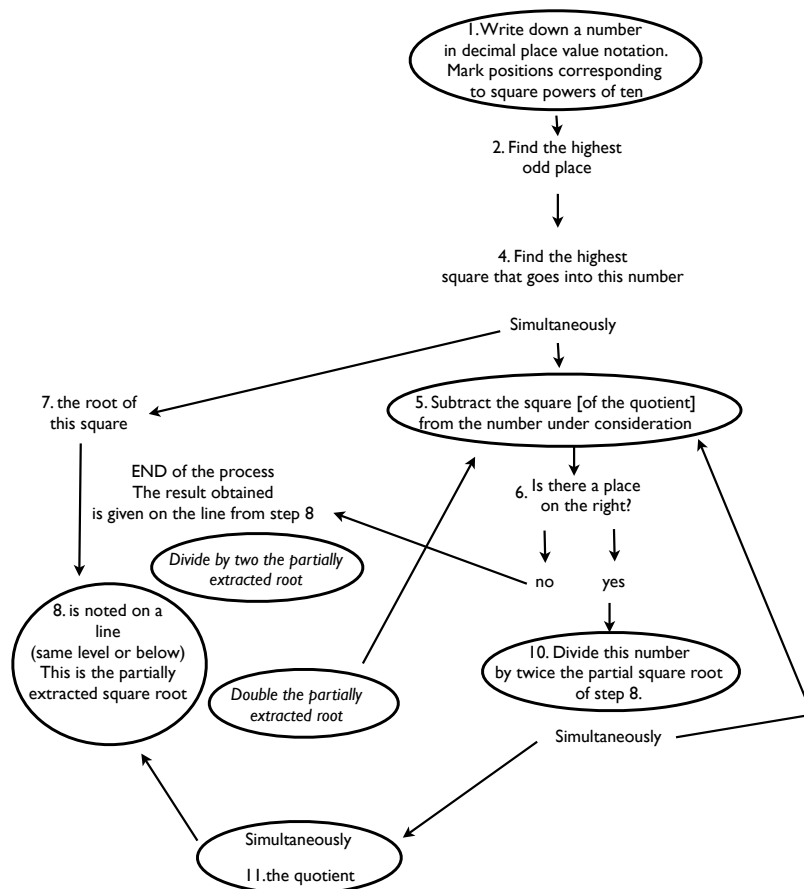 1. Write down a number
in decimal place value notation.
Mark positions corresponding
to square powers of ten
2. Find the highest
odd place
4. Find the highest
square that goes into this number
Simultaneously
7. the root of
this square
5. Subtract the square [of the quotient]
from the number under consideration
END of the process
The result obtained
is given on the line from step 8
6. Is there a place
on the right?
Divide by two the partially
extracted root
no
yes
8. is noted on a
line
(same level or below)
This is the partially
extracted square root
10. Divide this number
by twice the partial square root
of step 8.
Double the partially
extracted root
Simultaneously
Simultaneously
11.the quotient